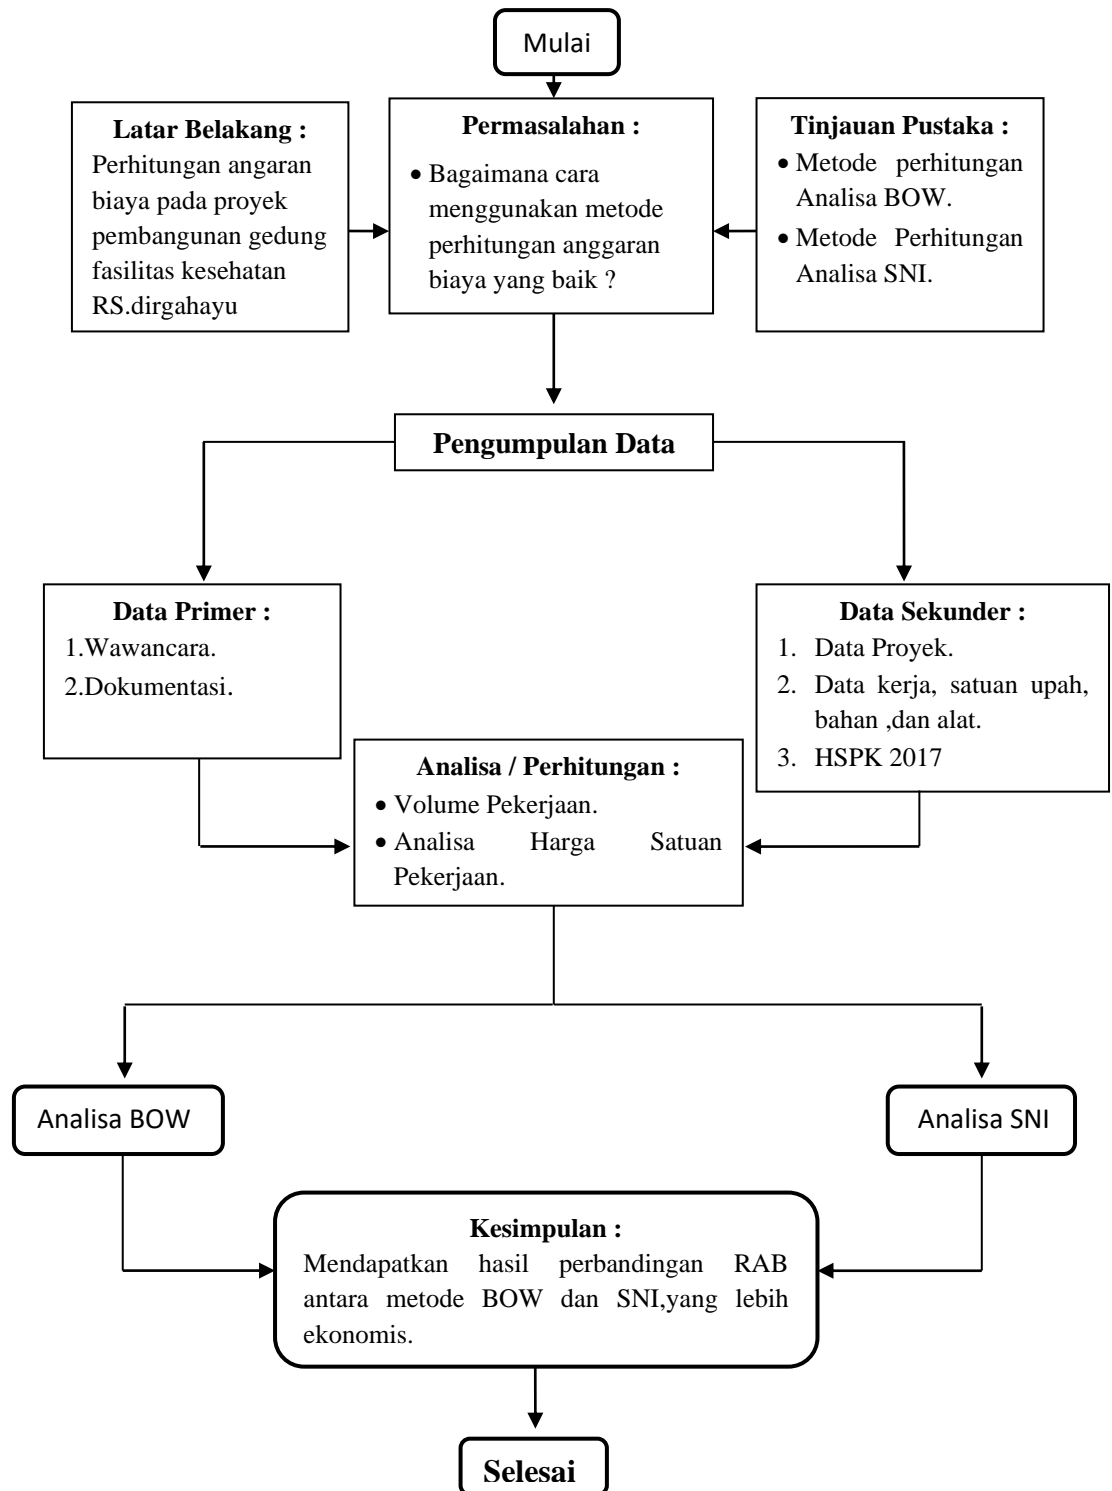 Mulai
Latar Belakang :
Perhitungan angaran
biaya pada proyek
pembangunan gedung
fasilitas kesehatan
RS.dirgahayu
Permasalahan :
• Bagaimana cara
menggunakan metode
perhitungan anggaran
biaya yang baik ?
Tinjauan Pustaka :
• Metode perhitungan
Analisa BOW.
• Metode Perhitungan
Analisa SNI.
Pengumpulan Data
Data Primer :
1.Wawancara.
2.Dokumentasi.
Data Sekunder :
1. Data Proyek.
2. Data kerja, satuan upah,
bahan ,dan alat.
3. HSPK 2017
Analisa / Perhitungan :
• Volume Pekerjaan.
• Analisa Harga Satuan
Pekerjaan.
Analisa BOW
Analisa SNI
Kesimpulan :
Mendapatkan hasil perbandingan RAB
antara metode BOW dan SNI,yang lebih
ekonomis.
Selesai